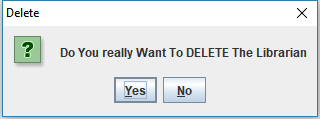 Delete
Do You really Want To DELETE The Librarian
Yes No